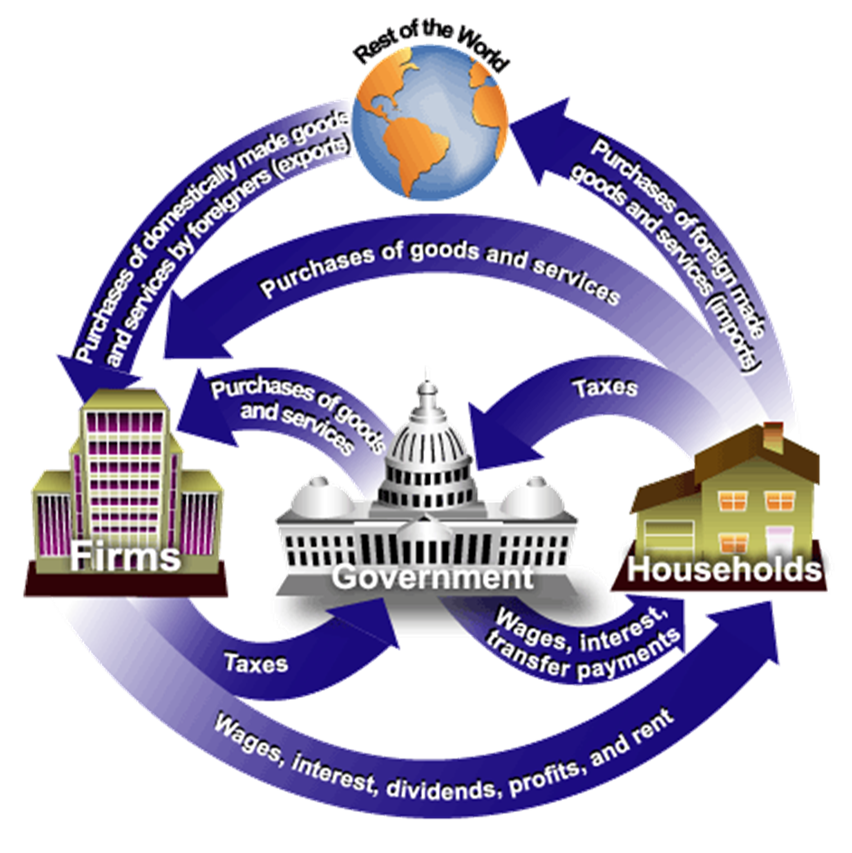 Rest of the World
Purchases of domestically made goods
and services by foreigners (exports)
Purchases of foreign made
goods and services (imports)
Purchases of goods and services
Purchases of goods
and services
Taxes
Firms
Government
Households
Taxes
Wages, interest,
transfer payments
Wages, interest, dividends, profits, and rent